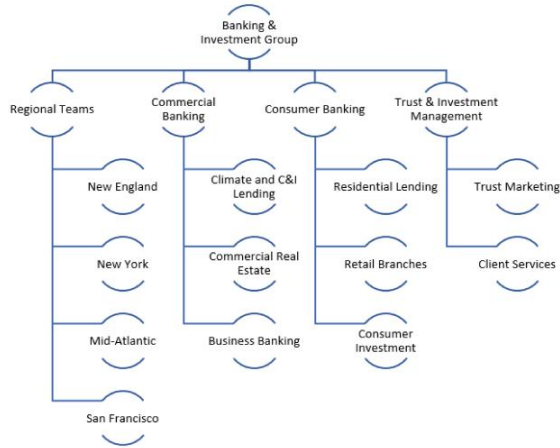 Banking &
Investment Group
Regional Teams
Commercial
Banking
Consumer Banking
Trust & Investment
Management
New England
Climate and C&I
Lending
Residential Lending
Trust Marketing
New York
Commercial Real
Estate
Retail Branches
Client Services
Mid-Atlantic
Business Banking
Consumer
Investment
San Francisco